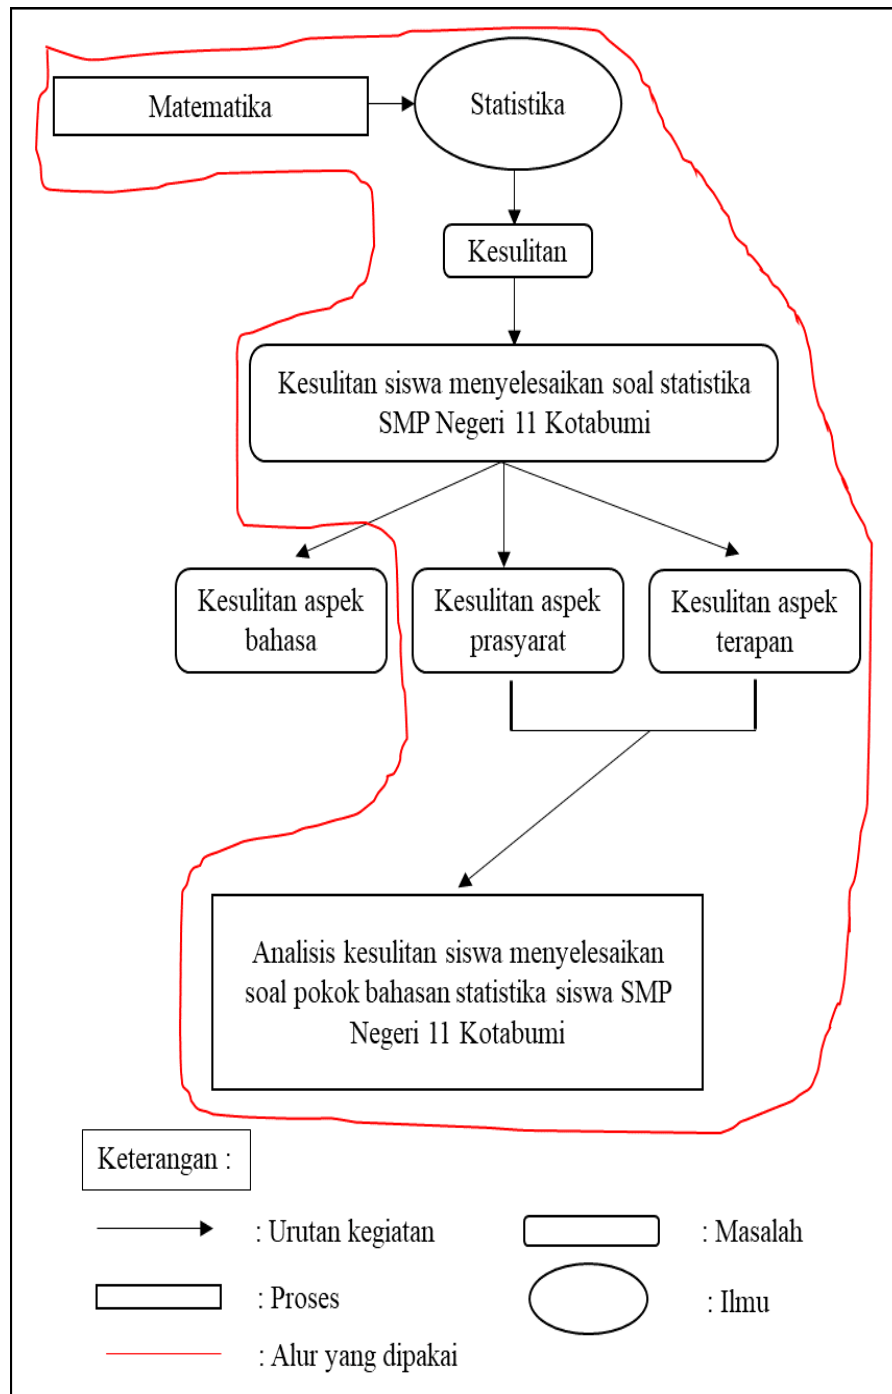 Matematika
Statistika
Kesulitan
Kesulitan siswa menyelesaikan soal statistika
SMP Negeri 11 Kotabumi
Kesulitan aspek
bahasa
Kesulitan aspek
prasyarat
Kesulitan aspek
terapan
Analisis kesulitan siswa menyelesaikan
soal pokok bahasan statistika siswa SMP
Negeri 11 Kotabumi
Keterangan :
: Urutan kegiatan
: Masalah
: Proses
: Ilmu
: Alur yang dipakai